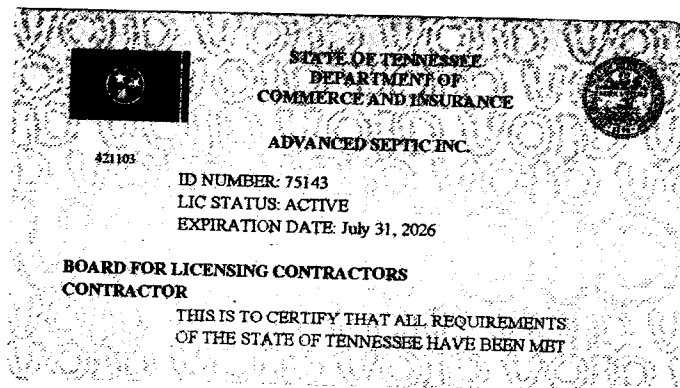 STATE OF TENNESSEE
DEPARTMENT OF
COMMERCE AND INSURANCE
ADVANCED SEPTIC INC.
421103
ID NUMBER: 75143
LIC STATUS: ACTIVE
EXPIRATION DATE: July 31, 2026
BOARD FOR LICENSING CONTRACTORS
CONTRACTOR
THIS IS TO CERTIFY THAT ALL REQUIREMENTS
OF THE STATE OF TENNESSEE HAVE BEEN MET